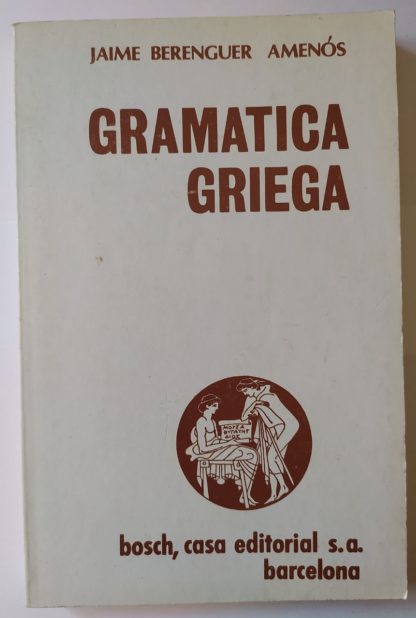 JAIME BERENGUER AMENÓS
GRAMATICA
GRIEGA
bosch, casa editorial s.a.
barcelona